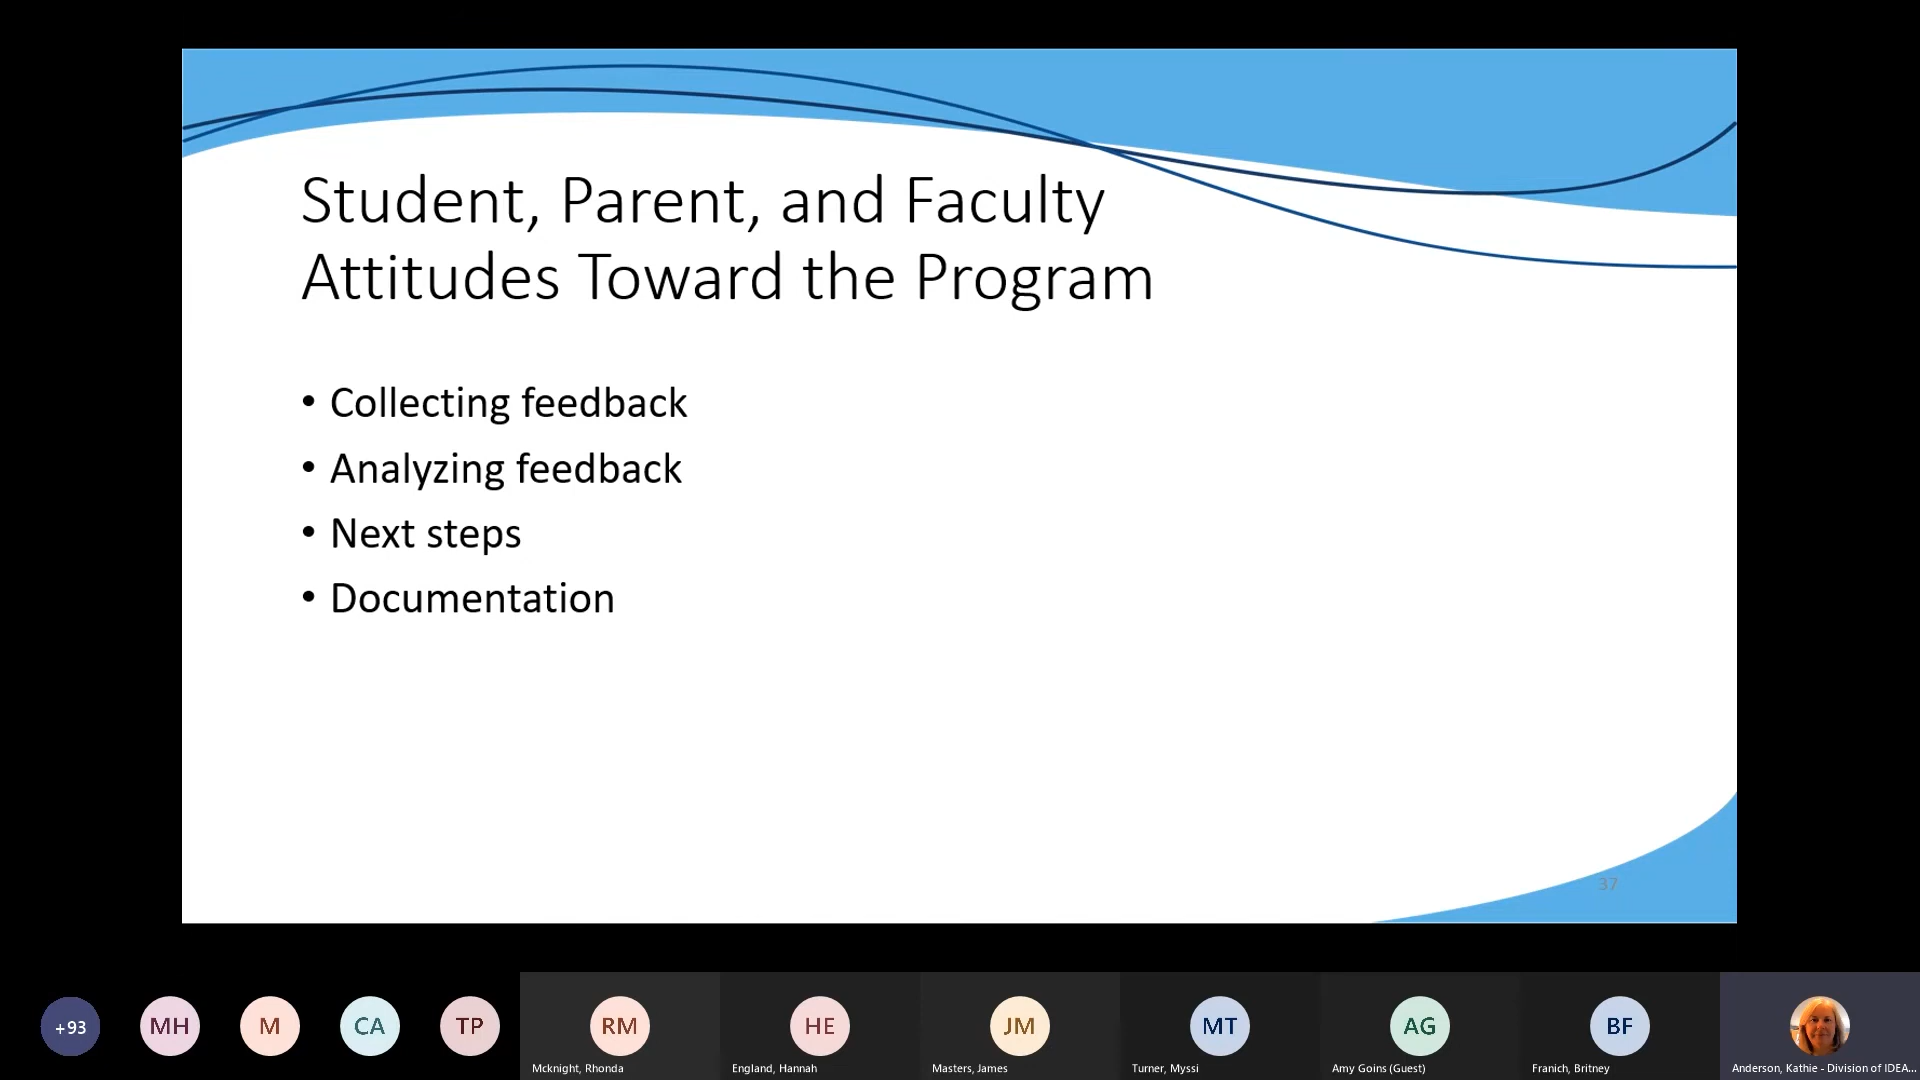 Student, Parent, and Faculty
Attitudes Toward the Program
• Collecting feedback
• Analyzing feedback
• Next steps
• Documentation
37
+93
MH
M
CA
TP
RM
HE
JM
MT
AG
BF
Mcknight, Rhonda
England, Hannah
Masters, James
Turner, Myssi
Amy Goins (Guest)
Franich, Britney
Anderson, Kathie - Division of IDEA...